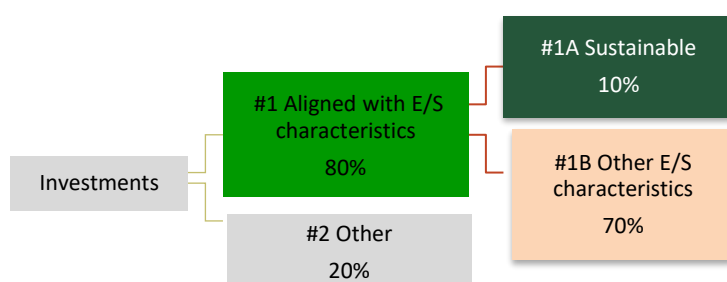 #1A Sustainable
10%
#1 Aligned with E/S
characteristics
80%
#1B Other E/S
characteristics
70%
Investments
#2 Other
20%